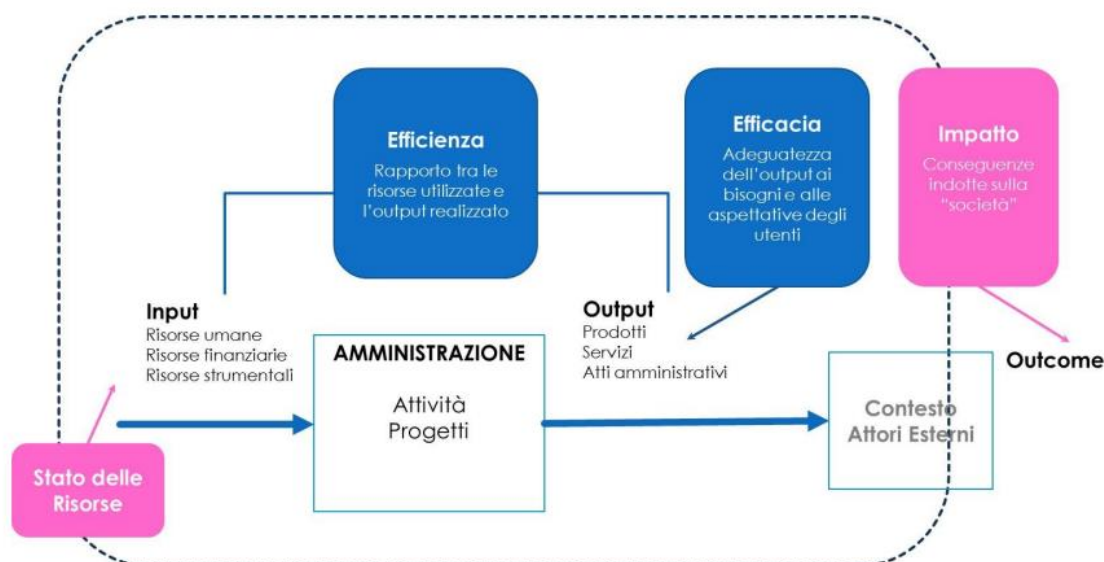 Efficienza
Rapporto tra le
risorse utilizzate e
l'output realizzato
Efficacia
Adeguatezza
dell'output ai
bisogni e alle
aspettative degli
utenti
Impatto
Conseguenze
indotte sulla
"società"
Input
Risorse umane
Risorse finanziarie
Risorse strumentali
AMMINISTRAZIONE
Attività
Progetti
Output
Prodotti
Servizi
Atti amministrativi
Outcome
Contesto
Attori Esterni
Stato delle
Risorse